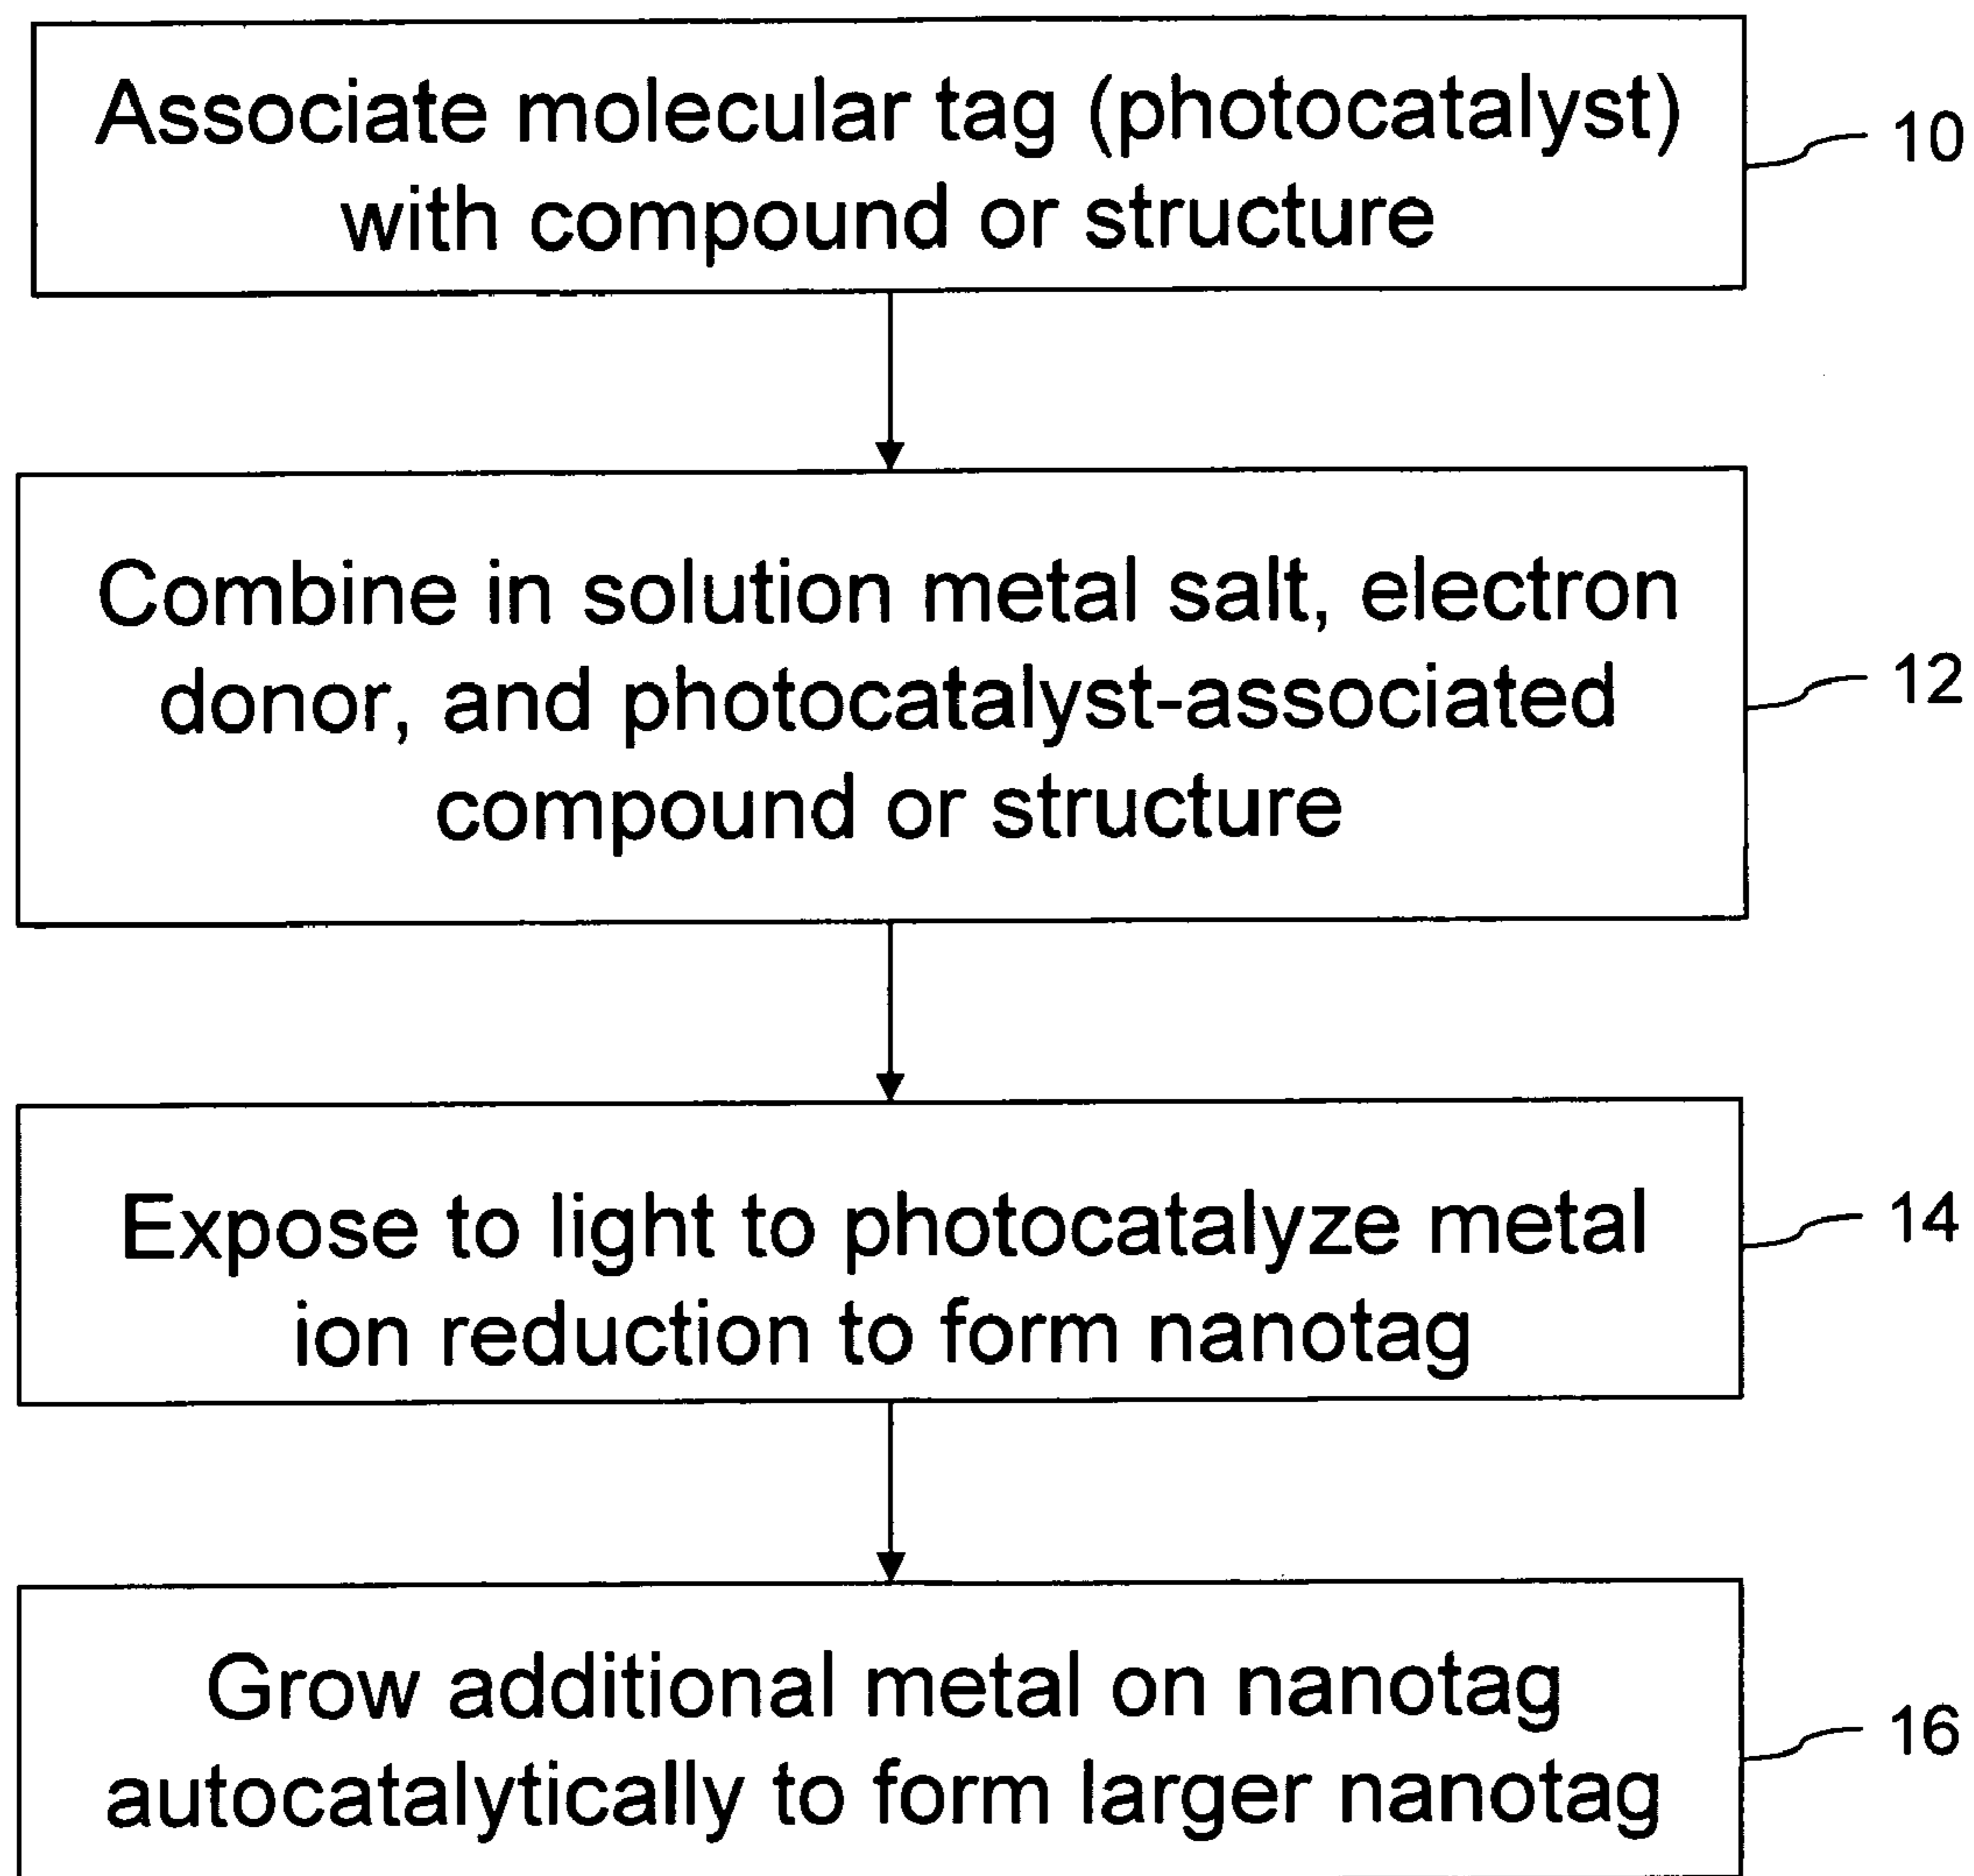 Associate molecular tag (photocatalyst)
with compound or structure
10
Combine in solution metal salt, electron
donor, and photocatalyst-associated
compound or structure
12
Expose to light to photocatalyze metal
ion reduction to form nanotag
14
Grow additional metal on nanotag
autocatalytically to form larger nanotag
16